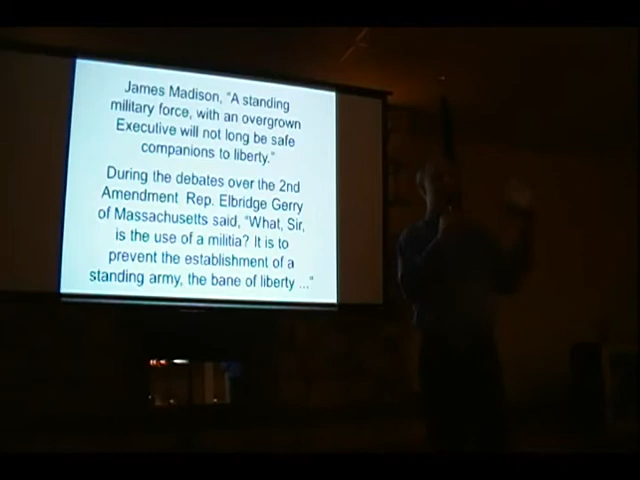 James Madison, "A standing
military force, with an overgrown
Executive will not long be safe
companions to liberty."
During the debates over the 2nd
Amendment Rep. Elbridge Gerry
of Massachusetts said, "What, Sir,
is the use of a militia? It is to
prevent the establishment of a
standing army, the bane of liberty ..."